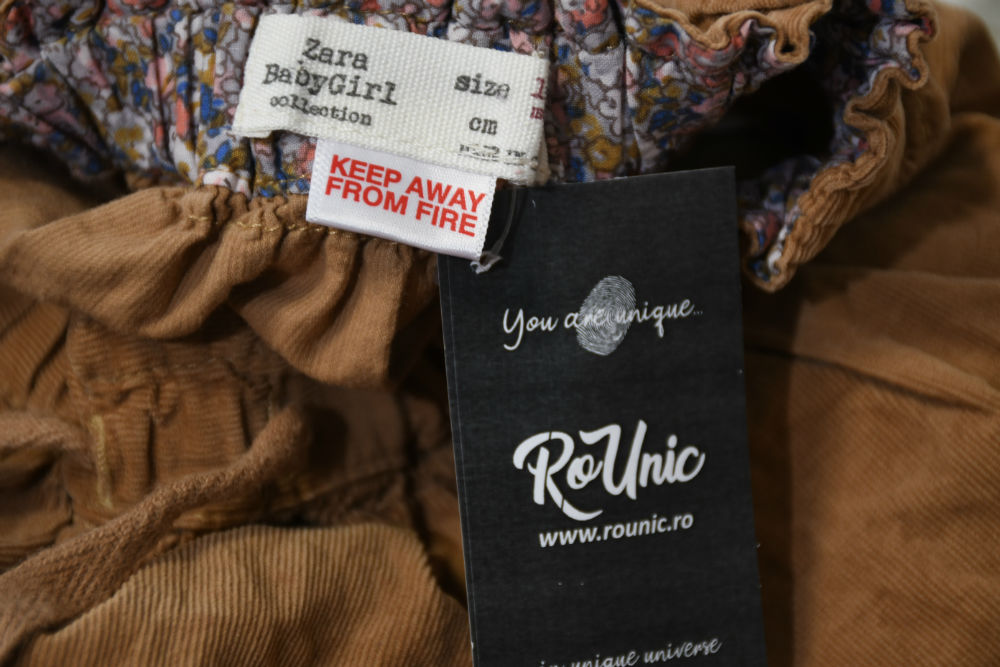 Zara
BabyGirl
collection
size
cm
KEEP AWAY
FROM FIRE
You are unique...
RoUnic
www.rounic.ro
unique universe